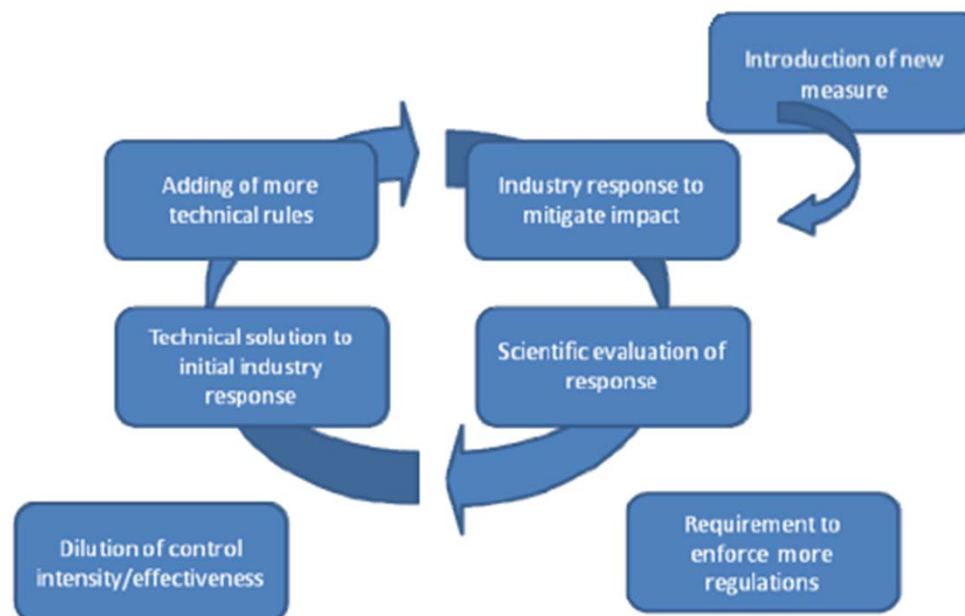 Introduction of new
measure
Adding of more
technical rules
Industry response to
mitigate impact
Technical solution to
initial industry
response
Scientific evaluation of
response
Dilution of control
intensity/effectiveness
Requirement to
enforce more
regulations